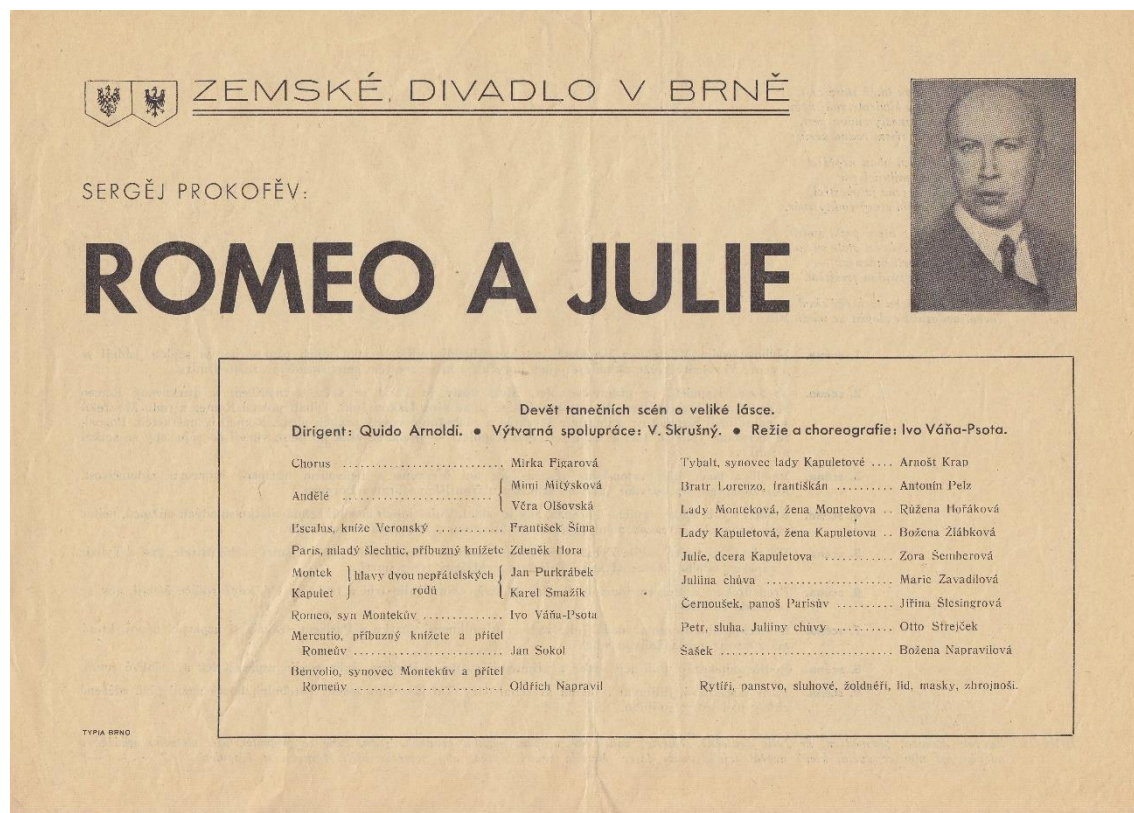 ZEMSKÉ DIVADLO V BRNĚ
SERGĚJ PROKOFĚV:
ROMEO A JULIE
Devět tanečních scén o veliké lásce.
Dirigent: Quido Arnoldi. ● Výtvarná spolupráce: V. Skrušný. ● Režie a choreografie: Ivo Váňa-Psota.
Chorus .......................... Mirka Figarová
Andělé ........................ { Mimi Mitýsková
Věra Olšovská
Escalus, kníže Veronský ........... František Šíma
Paris, mladý šlechtic, příbuzný knížete Zdeněk Hora
Montek } hlavy dvou nepřátelských { Jan Purkrábek
Kapulet } rodů { Karel Smažík
Romeo, syn Montekův ............. Ivo Váňa-Psota
Mercutio, příbuzný knížete a přítel
Romeův ........................ Jan Sokol
Benvolio, synovec Montekův a přítel
Romeův ........................ Oldřich Napravil
Tybalt, synovec lady Kapuletové .... Arnošt Krap
Bratr Lorenzo, františkán .......... Antonín Pelz
Lady Monteková, žena Montekova .. Růžena Hořáková
Lady Kapuletová, žena Kapuletova .. Božena Žlábková
Julie, dcera Kapuletova ........... Zora Šemberová
Juliina chůva .................... Marie Zavadilová
Černoušek, panoš Parisův .......... Jiřina Šlesingrová
Petr, sluha Juliiny chůvy .......... Otto Strejček
Šašek ............................ Božena Napravilová
Rytíři, panstvo, sluhové, žoldnéři, lid, masky, zbrojnoši.
TYPIA BRNO